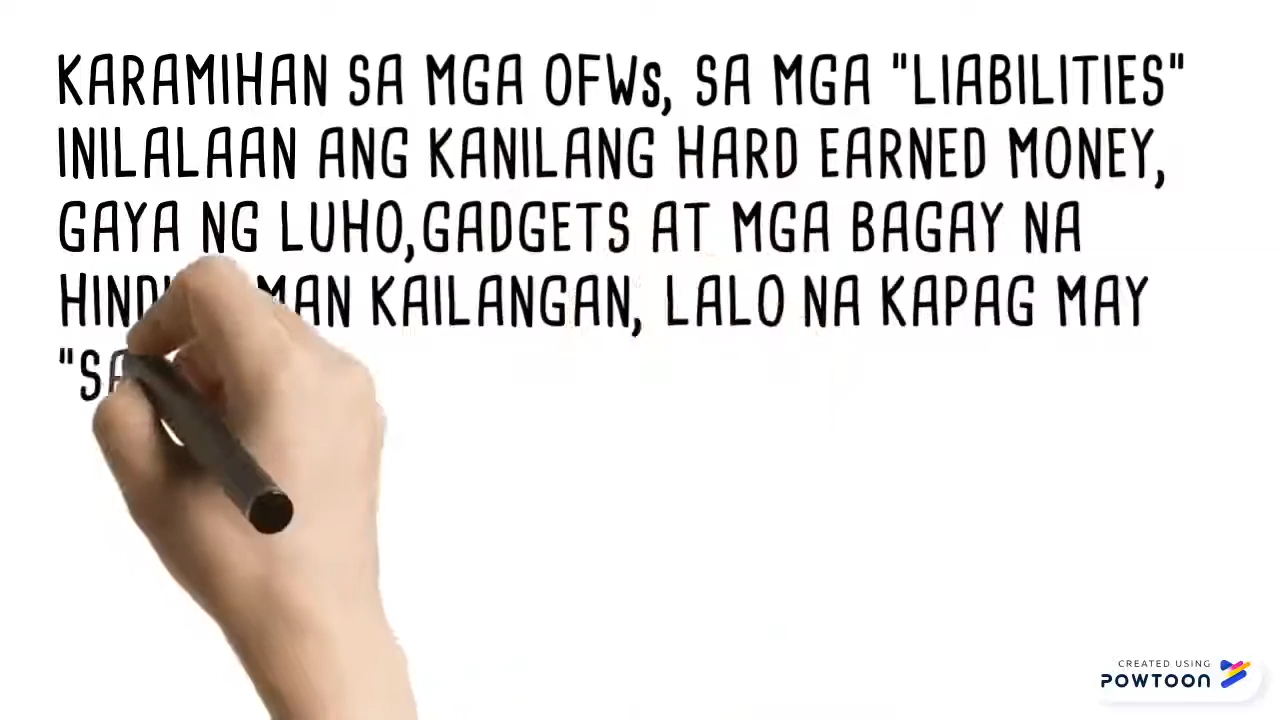 KARAMIHAN SA MGA OFWs, SA MGA "LIABILITIES"
INILALAAN ANG KANILANG HARD EARNED MONEY,
GAYA NG LUHO,GADGETS AT MGA BAGAY NA
KAILANGAN, LALO NA KAPAG MAY
CREATED USING
POWTOON